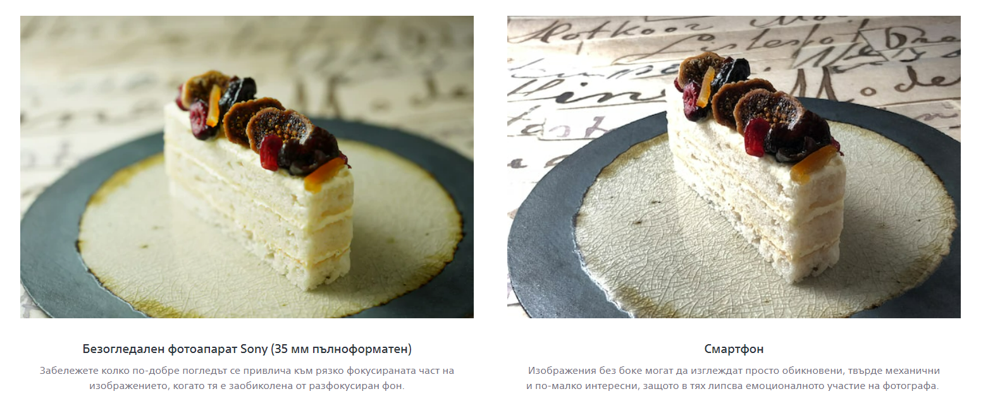 Hotkoor
Безогледален фотоапарат Sony (35 мм пълноформатен)
Забележете колко по-добре погледът се привлича към рязко фокусираната част на
изображението, когато тя е заобиколена от разфокусиран фон.
Смартфон
Изображения без боке могат да изглеждат просто обикновени, твърде механични
и по-малко интересни, защото в тях липсва емоционалното участие на фотографа.